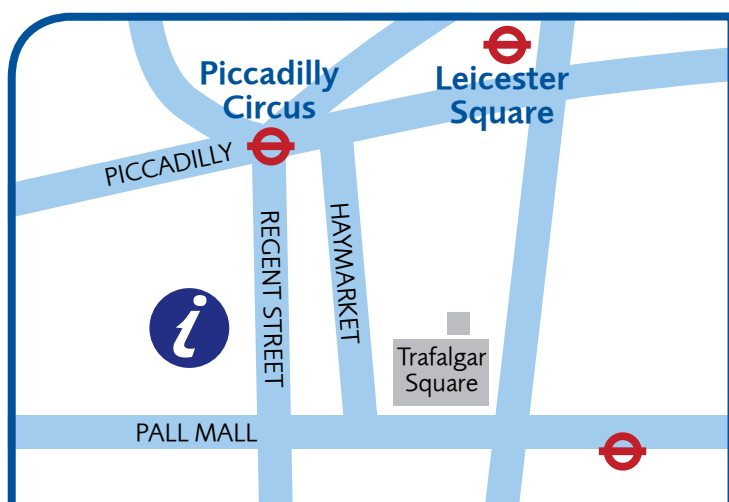 Piccadilly
Circus
Leicester
Square
PICCADILLY
REGENT STREET
HAYMARKET
i
Trafalgar
Square
PALL MALL